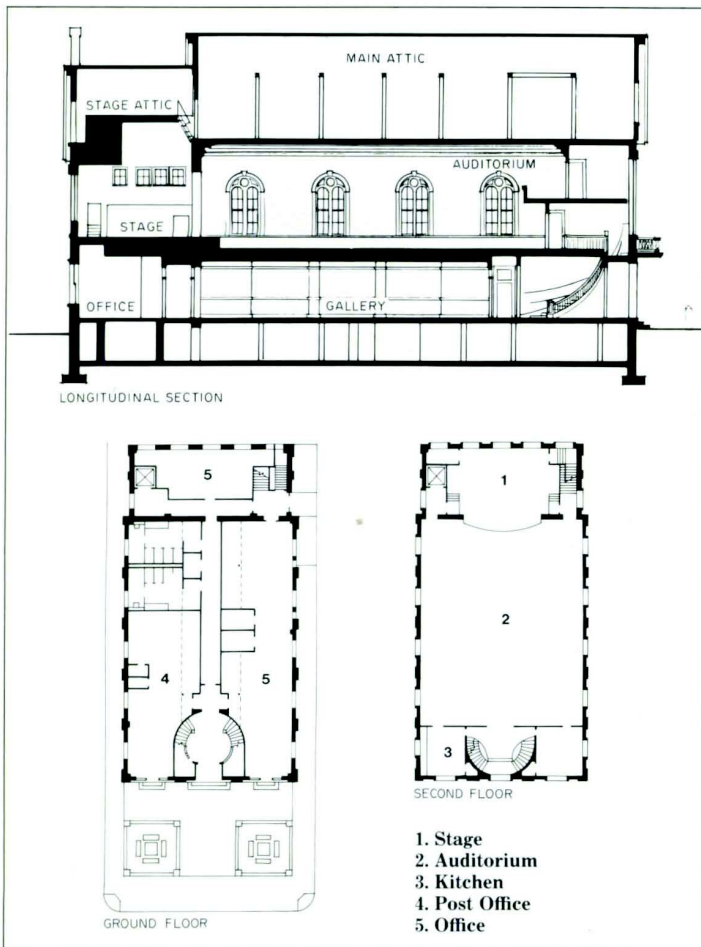 MAIN ATTIC
STAGE ATTIC
AUDITORIUM
STAGE
OFFICE
GALLERY
LONGITUDINAL SECTION
5
4
5
GROUND FLOOR
1
2
3
SECOND FLOOR
1. Stage
2. Auditorium
3. Kitchen
4. Post Office
5. Office